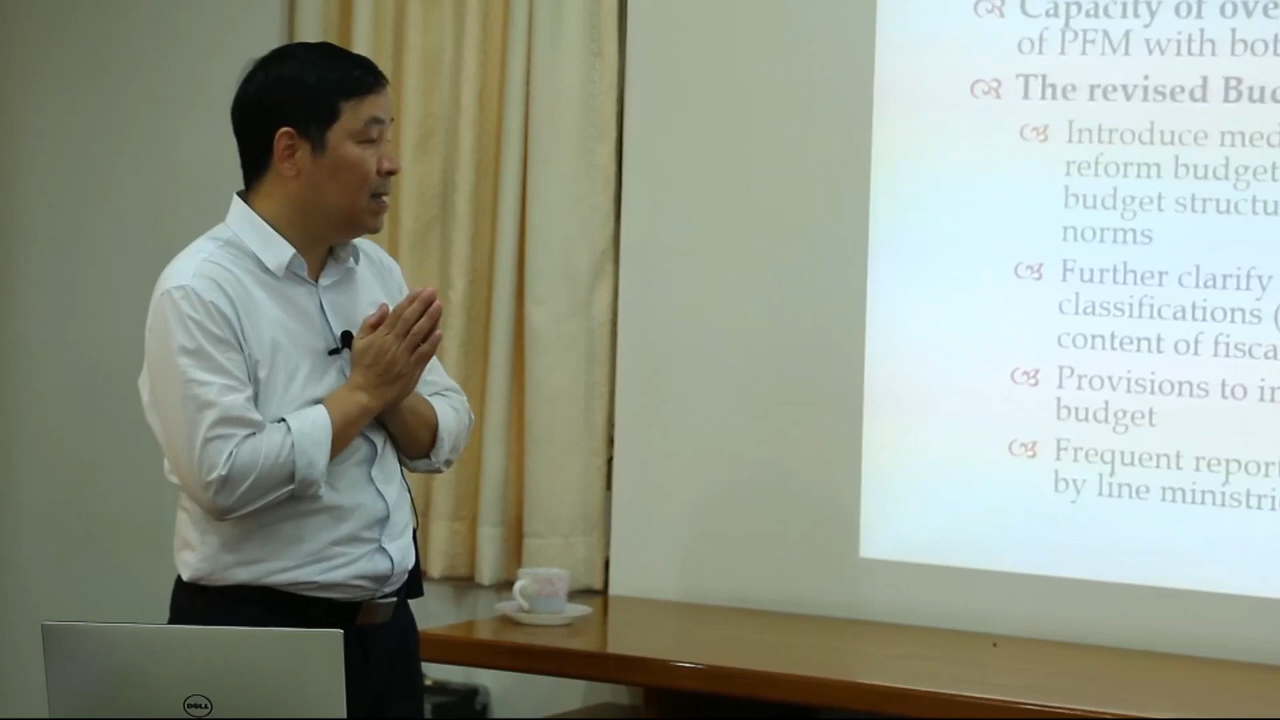 Capacity of ove
of PFM with bot
The revised Bud
Introduce med
reform budget
budget structu
norms
Further clarify
classifications (
content of fisca
Provisions to in
budget
Frequent report
by line ministri
DELL